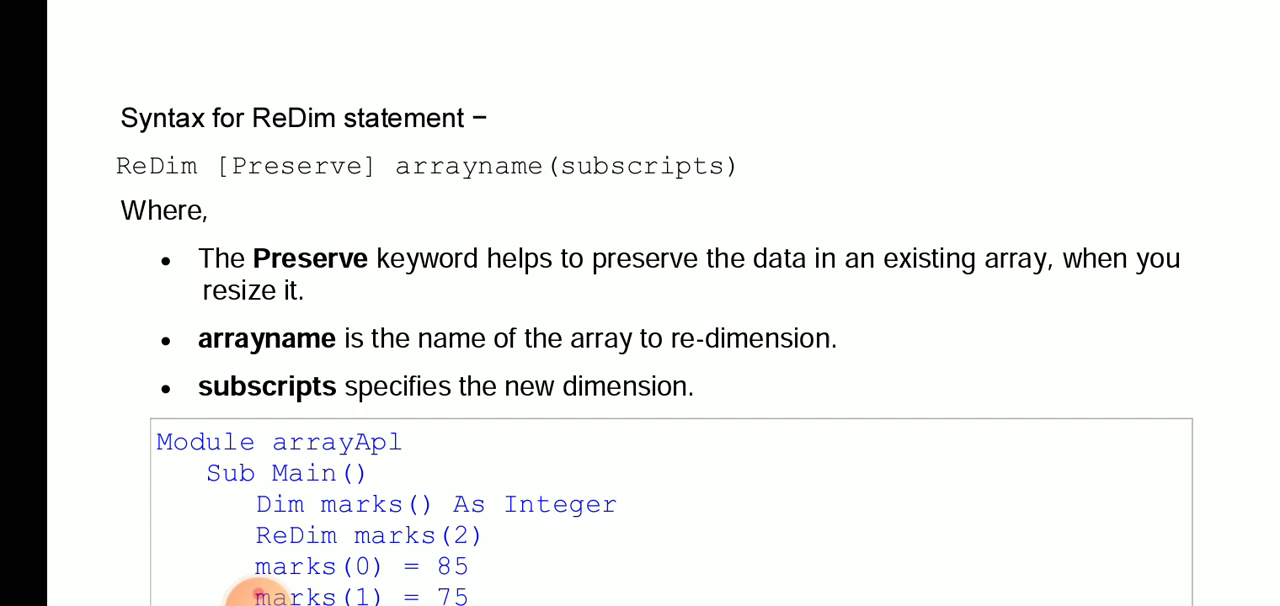 Syntax for ReDim statement −
ReDim [Preserve] arrayname(subscripts)
Where,
• The Preserve keyword helps to preserve the data in an existing array, when you
resize it.
• arrayname is the name of the array to re-dimension.
• subscripts specifies the new dimension.
Module arrayApl
Sub Main()
Dim marks() As Integer
ReDim marks(2)
marks(0) = 85
marks(1) = 75